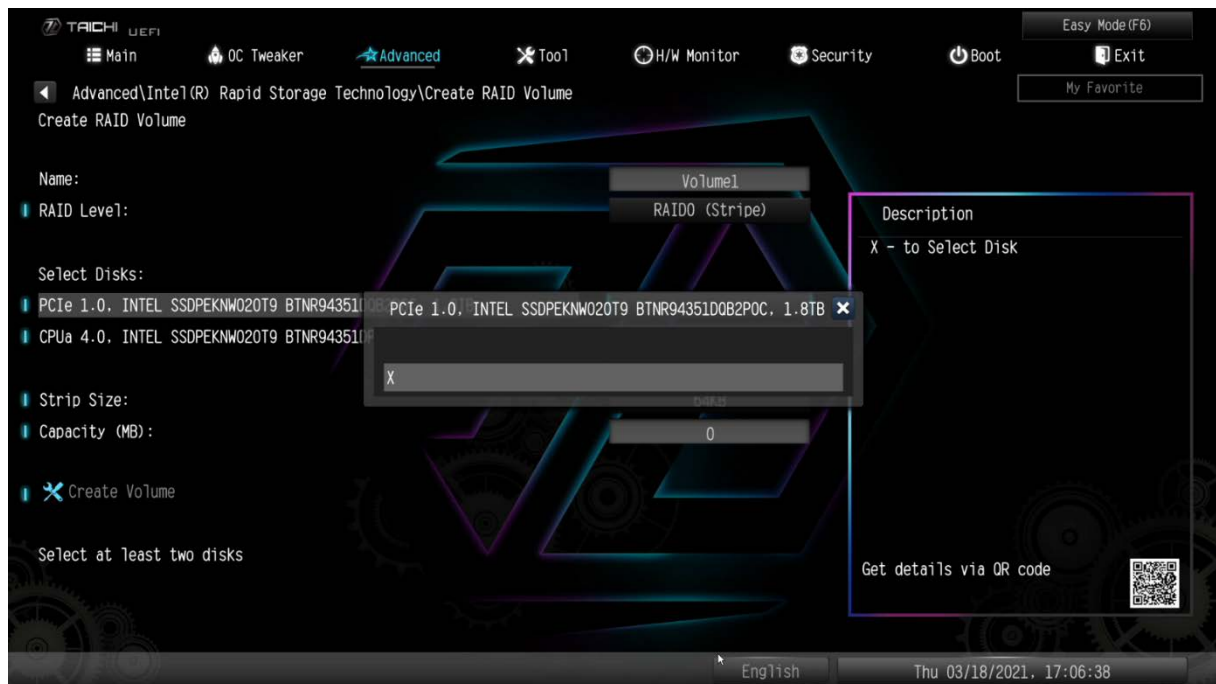 TAICHI UEFI
Easy Mode(F6)
Main OC Tweaker Advanced Tool H/W Monitor Security Boot Exit
Advanced\Intel(R) Rapid Storage Technology\Create RAID Volume
My Favorite
Create RAID Volume
Name: Volume1
RAID Level: RAID0 (Stripe)
Description
X - to Select Disk
Select Disks:
PCIe 1.0, INTEL SSDPEKNW020T9 BTNR94351
PCIe 1.0, INTEL SSDPEKNW020T9 BTNR94351DQB2POC, 1.8TB
CPUa 4.0, INTEL SSDPEKNW020T9 BTNR94351
X
Strip Size: 64KB
Capacity (MB): 0
Create Volume
Select at least two disks
Get details via QR code
English
Thu 03/18/2021, 17:06:38